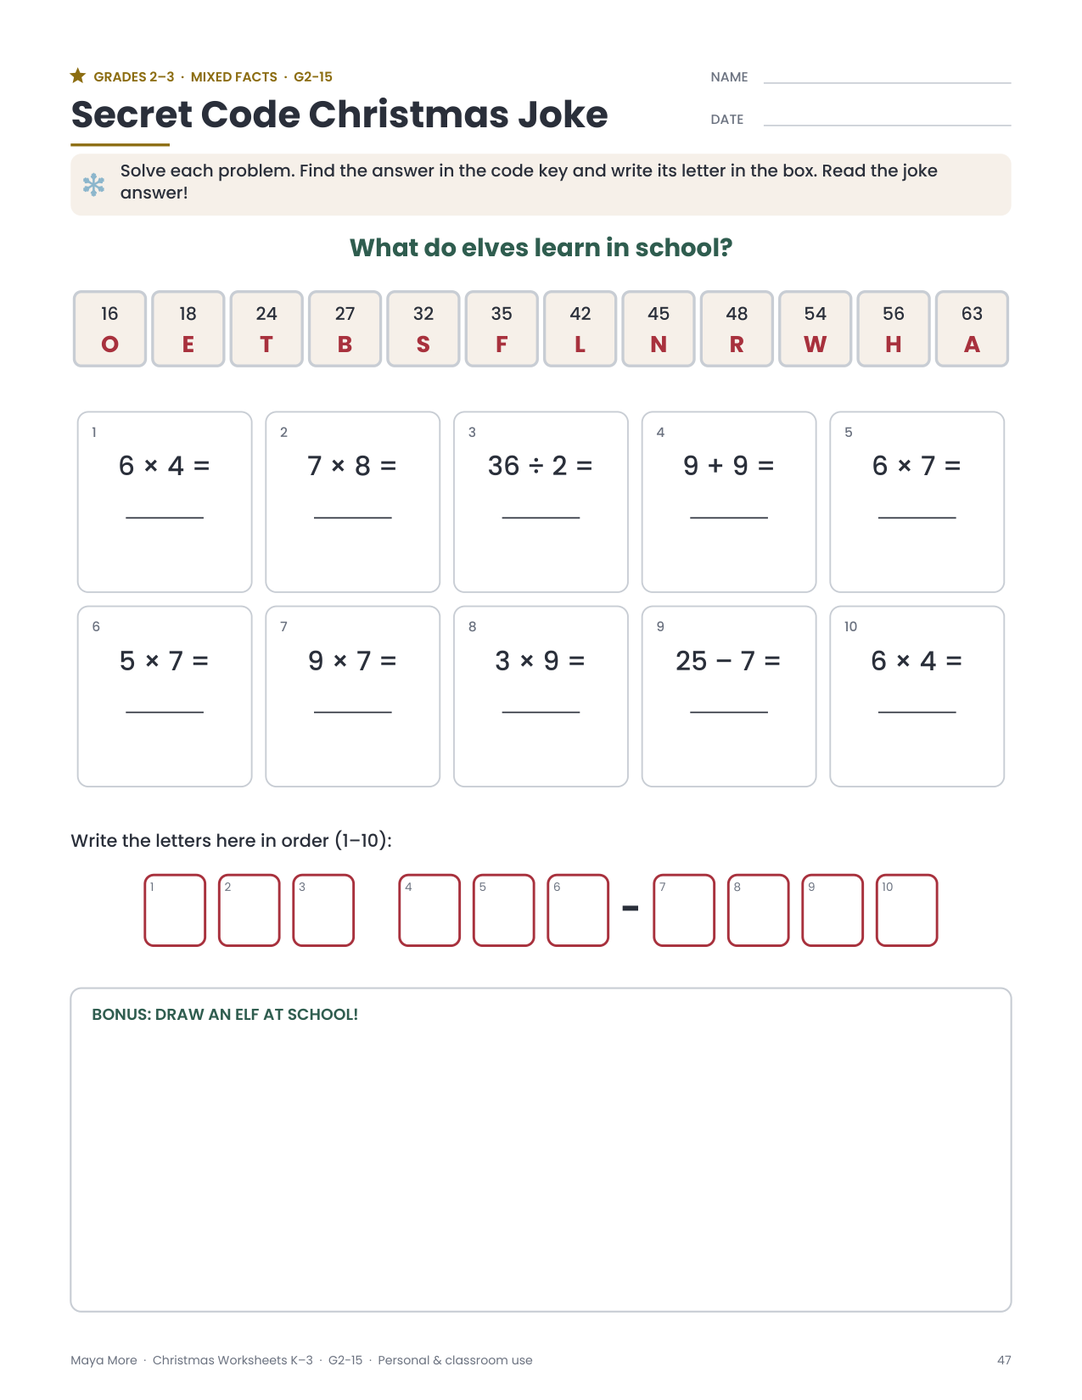 GRADES 2–3 · MIXED FACTS · G2-15
NAME
Secret Code Christmas Joke
DATE
Solve each problem. Find the answer in the code key and write its letter in the box. Read the joke
answer!
What do elves learn in school?
16 18 24 27 32 35 42 45 48 54 56 63
O E T B S F L N R W H A
1 2 3 4 5
6 × 4 = 7 × 8 = 36 ÷ 2 = 9 + 9 = 6 × 7 =
6 7 8 9 10
5 × 7 = 9 × 7 = 3 × 9 = 25 – 7 = 6 × 4 =
Write the letters here in order (1–10):
1 2 3 4 5 6 - 7 8 9 10
BONUS: DRAW AN ELF AT SCHOOL!
Maya More · Christmas Worksheets K–3 · G2-15 · Personal & classroom use 47